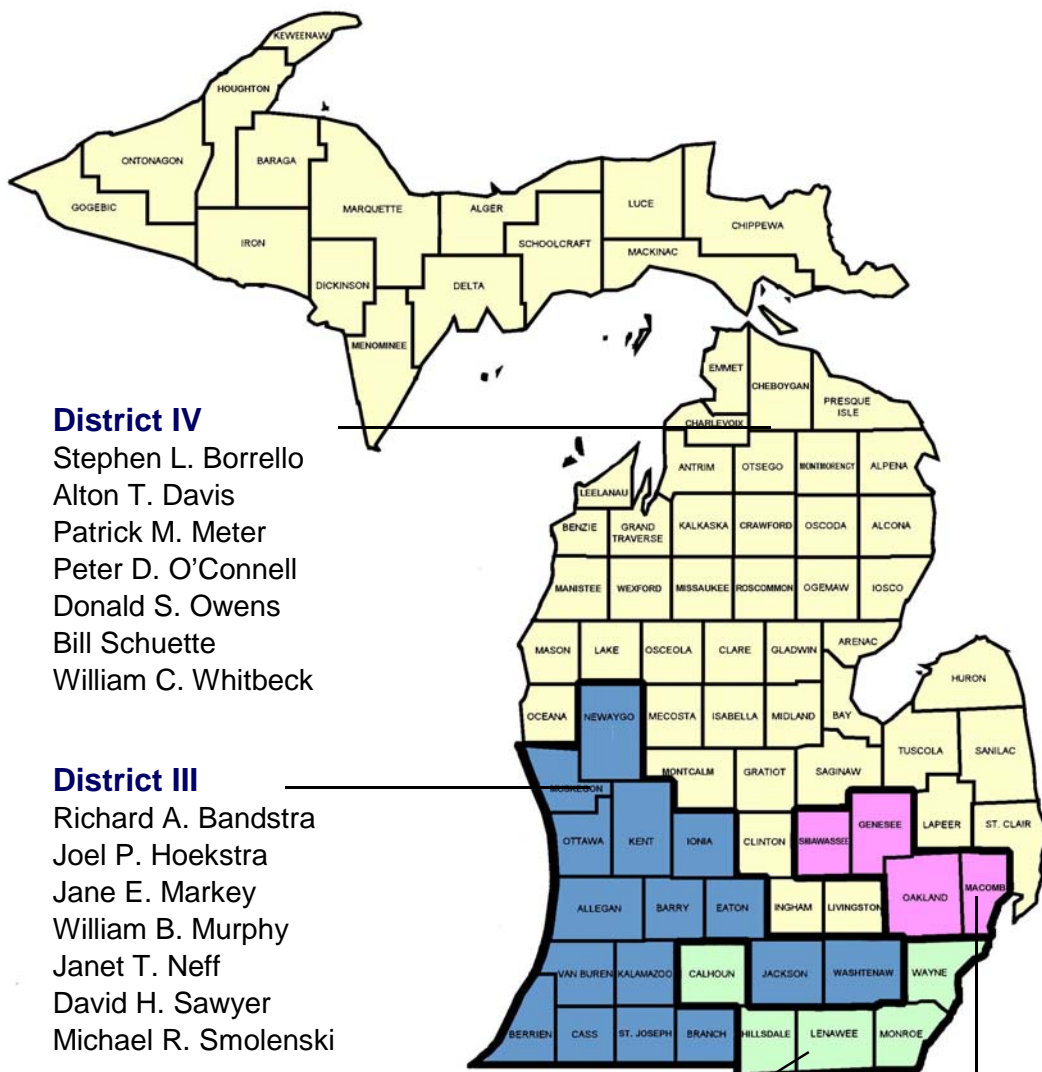 KEWEENAW
HOUGHTON
ONTONAGON
BARAGA
GOGEBIC
MARQUETTE
ALGER
LUCE
CHIPPEWA
IRON
SCHOOLCRAFT
MACKINAC
DICKINSON
DELTA
MENOMINEE
EMMET
CHEBOYGAN
PRESQUE
ISLE
CHARLEVOIX
District IV
Stephen L. Borrello
Alton T. Davis
Patrick M. Meter
Peter D. O’Connell
Donald S. Owens
Bill Schuette
William C. Whitbeck
ANTRIM
OTSEGO
MONTMORENCY
ALPENA
LEELANAU
BENZIE
GRAND
TRAVERSE
KALKASKA
CRAWFORD
OSCODA
ALCONA
MANISTEE
WEXFORD
MISSAUKEE
ROSCOMMON
OGEMAW
IOSCO
MASON
LAKE
OSCEOLA
CLARE
GLADWIN
ARENAC
HURON
OCEANA
NEWAYGO
MECOSTA
ISABELLA
MIDLAND
BAY
TUSCOLA
SANILAC
District III
Richard A. Bandstra
Joel P. Hoekstra
Jane E. Markey
William B. Murphy
Janet T. Neff
David H. Sawyer
Michael R. Smolenski
MUSKEGON
MONTCALM
GRATIOT
SAGINAW
OTTAWA
KENT
IONIA
CLINTON
SHIAWASSEE
GENESEE
LAPEER
ST. CLAIR
ALLEGAN
BARRY
EATON
INGHAM
LIVINGSTON
OAKLAND
MACOMB
VAN BUREN
KALAMAZOO
CALHOUN
JACKSON
WASHTENAW
WAYNE
BERRIEN
CASS
ST. JOSEPH
BRANCH
HILLSDALE
LENAWEE
MONROE